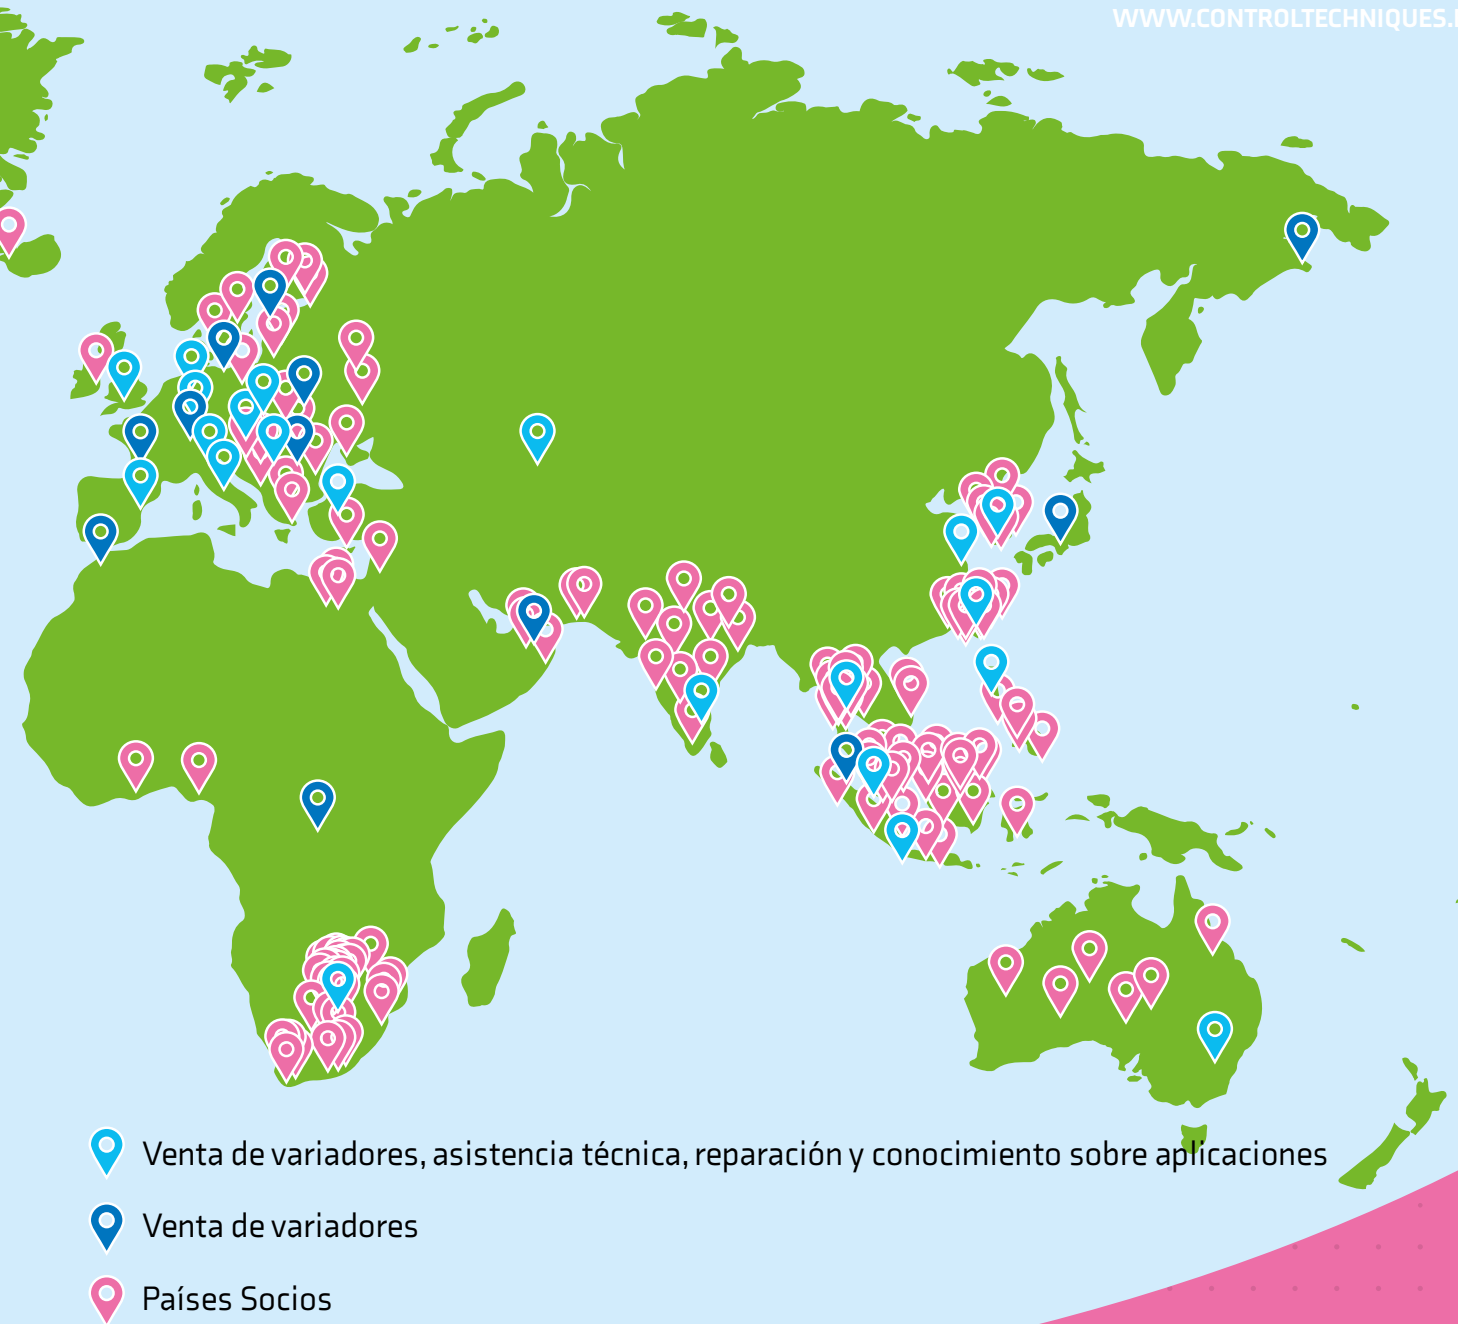 WWW.CONTROLTECHNIQUES.
Venta de variadores, asistencia técnica, reparación y conocimiento sobre aplicaciones
Venta de variadores
Países Socios